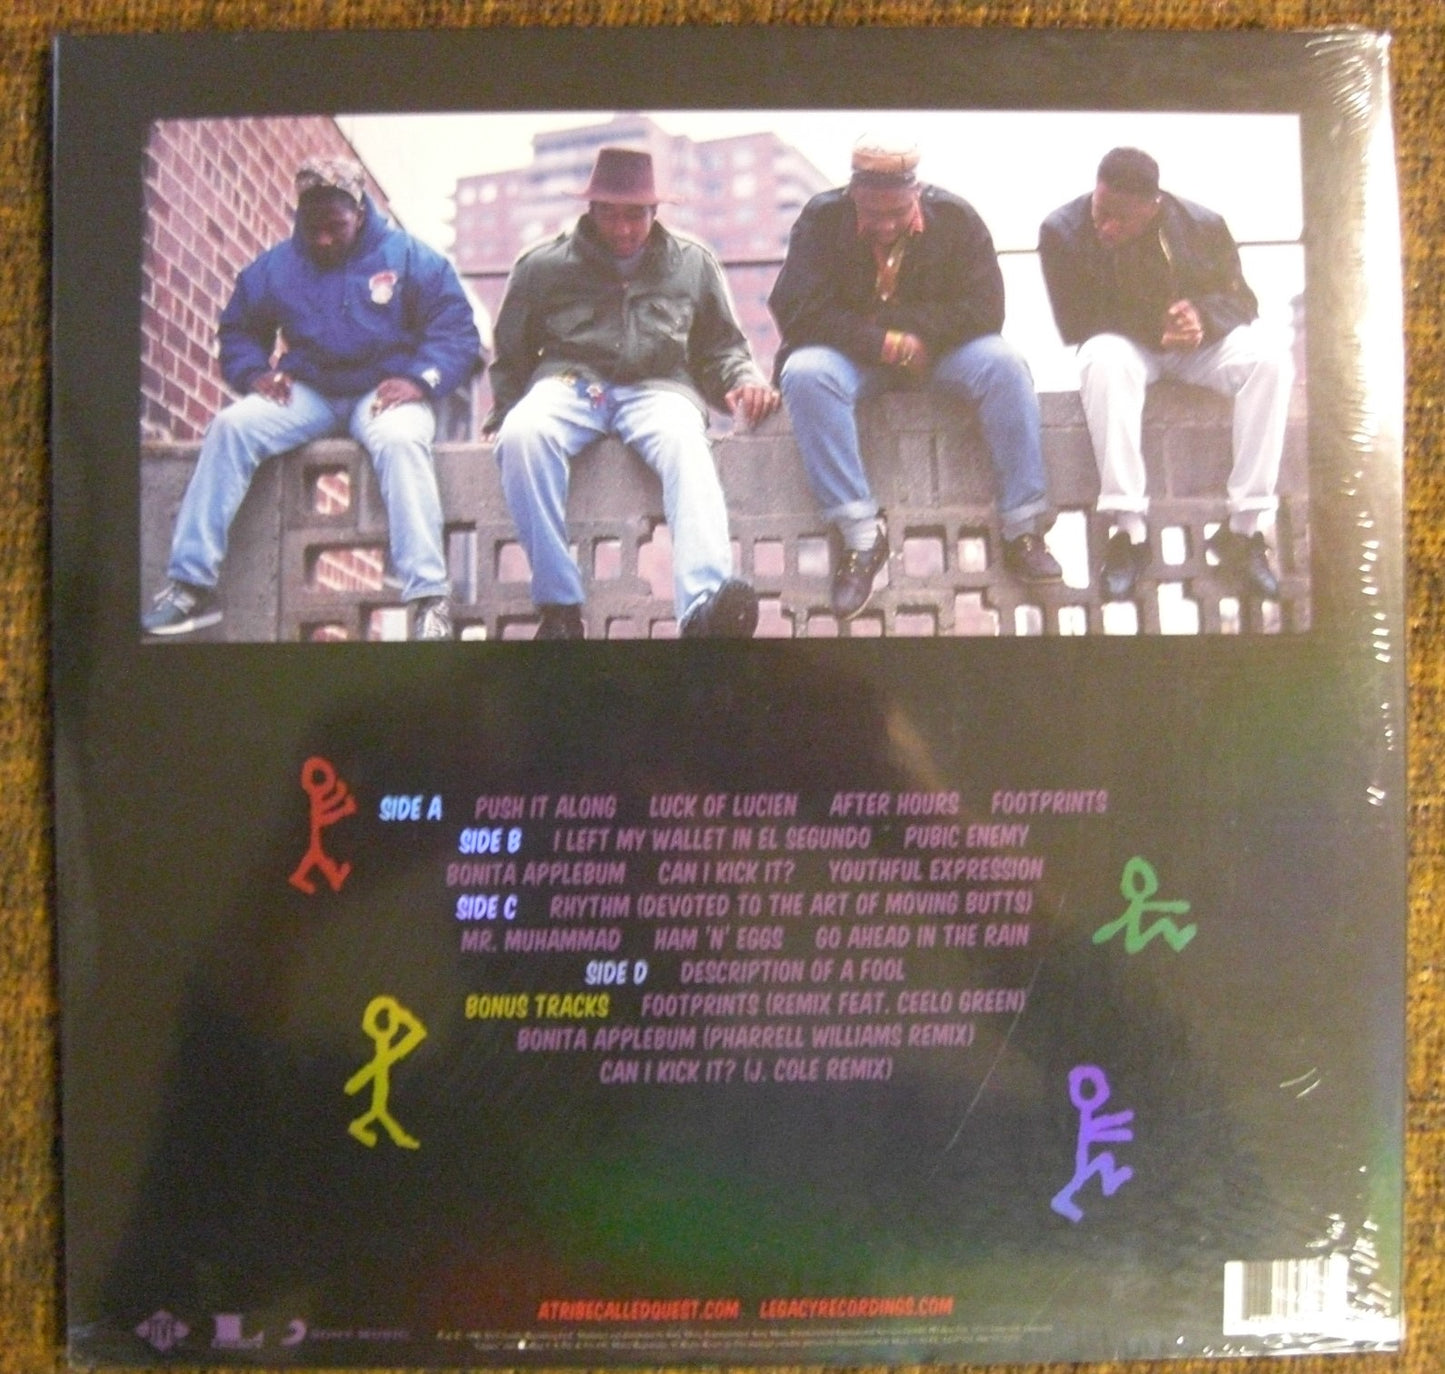 SIDE A PUSH IT ALONG LUCK OF LUCIEN AFTER HOURS FOOTPRINTS
SIDE B I LEFT MY WALLET IN EL SEGUNDO PUBIC ENEMY
BONITA APPLEBUM CAN I KICK IT? YOUTHFUL EXPRESSION
SIDE C RHYTHM (DEVOTED TO THE ART OF MOVING BUTTS)
MR. MUHAMMAD HAM 'N' EGGS GO AHEAD IN THE RAIN
SIDE D DESCRIPTION OF A FOOL
BONUS TRACKS FOOTPRINTS (REMIX FEAT. CEELO GREEN)
BONITA APPLEBUM (PHARRELL WILLIAMS REMIX)
CAN I KICK IT? (J. COLE REMIX)
ATRIBECALLEDQUEST.COM LEGACYRECORDINGS.COM
SONY MUSIC